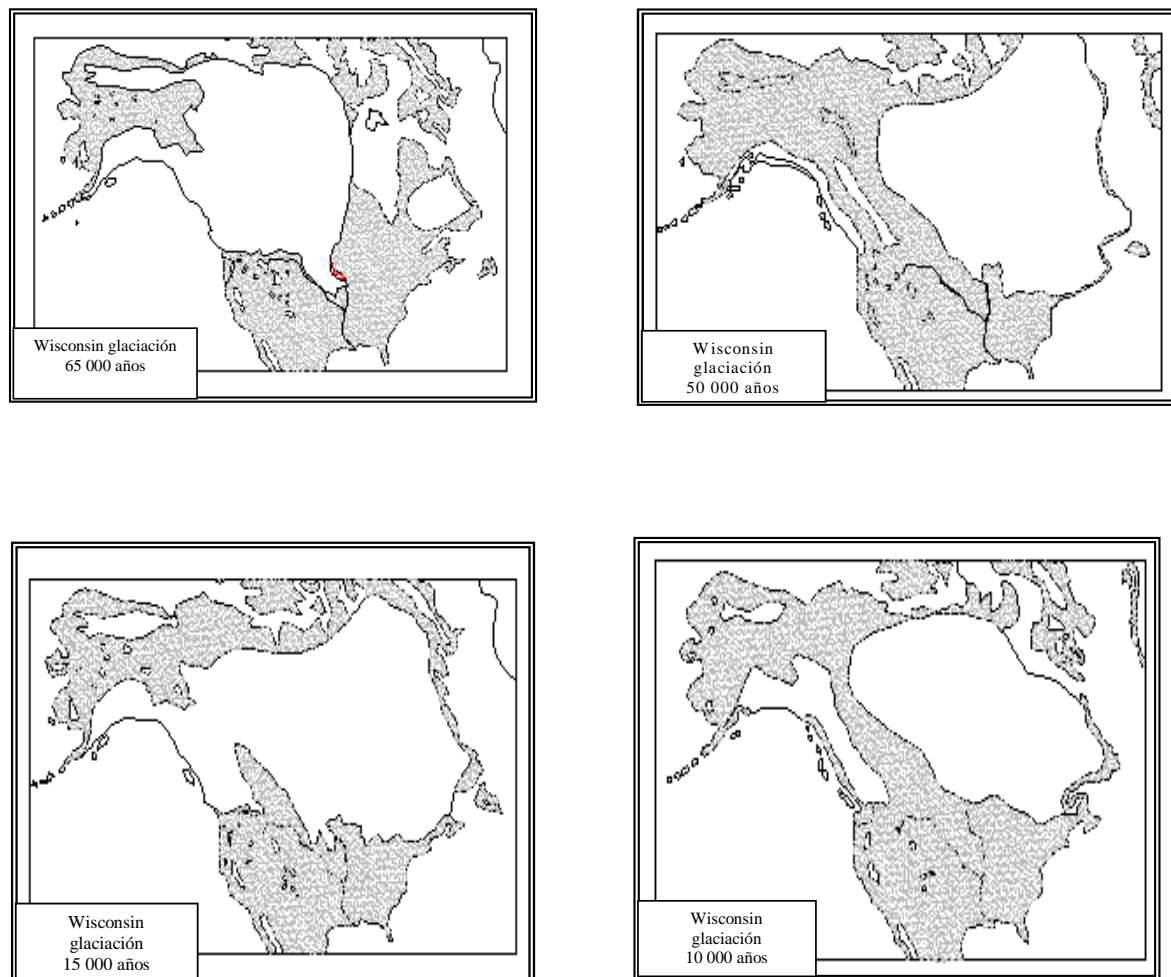 Wisconsin glaciación
65 000 años
Wisconsin
glaciación
50 000 años
Wisconsin
glaciación
15 000 años
Wisconsin
glaciación
10 000 años